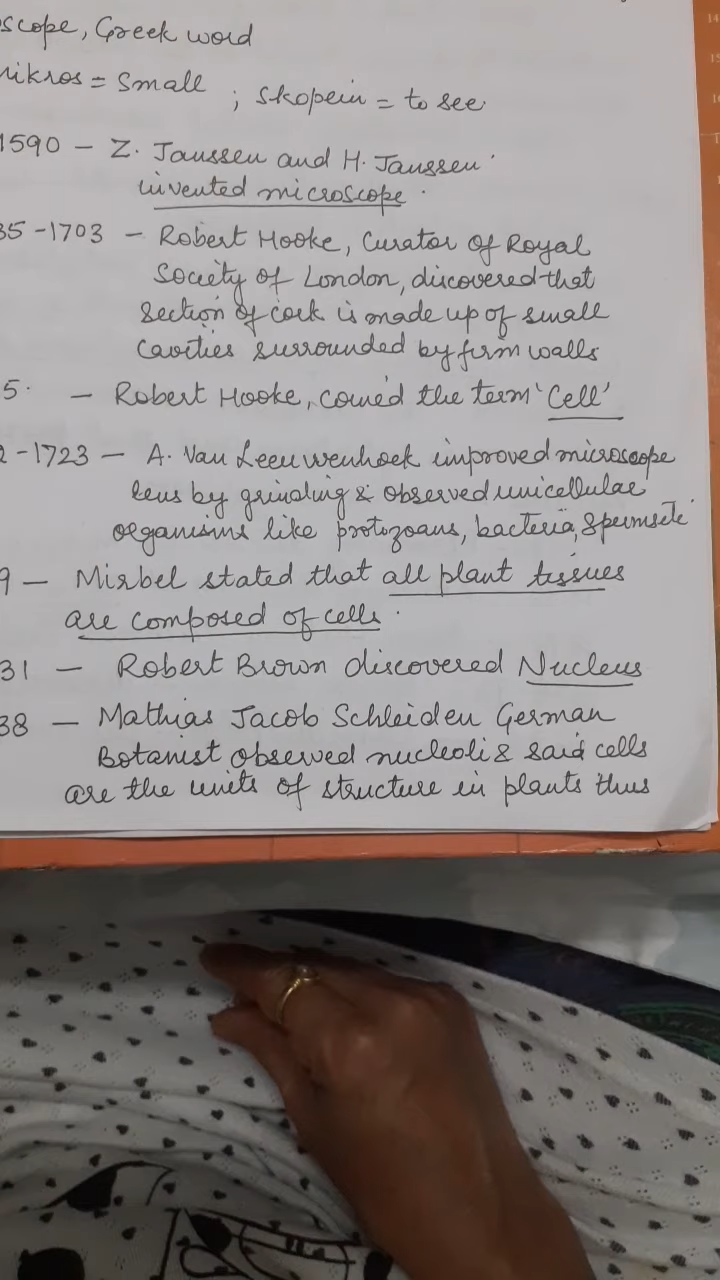 scope, Greek word
mikros = Small ; Skopein = to see
1590 - Z. Janssen and H. Janssen
invented microscope.
35-1703 - Robert Hooke, Curator of Royal
Society of London, discovered that
section of cork is made up of small
cavities surrounded by firm walls
5. - Robert Hooke, coined the term 'Cell'
2-1723 - A. Van Leeuwenhoek improved microscope
lens by grinding & observed unicellular
organisms like protozoans, bacteria, Sperms etc
9 - Mirbel stated that all plant tissues
are composed of cells.
31 - Robert Brown discovered Nucleus
38 - Mathias Jacob Schleiden German
Botanist observed nucleoli & said cells
are the units of structure in plants thus
14